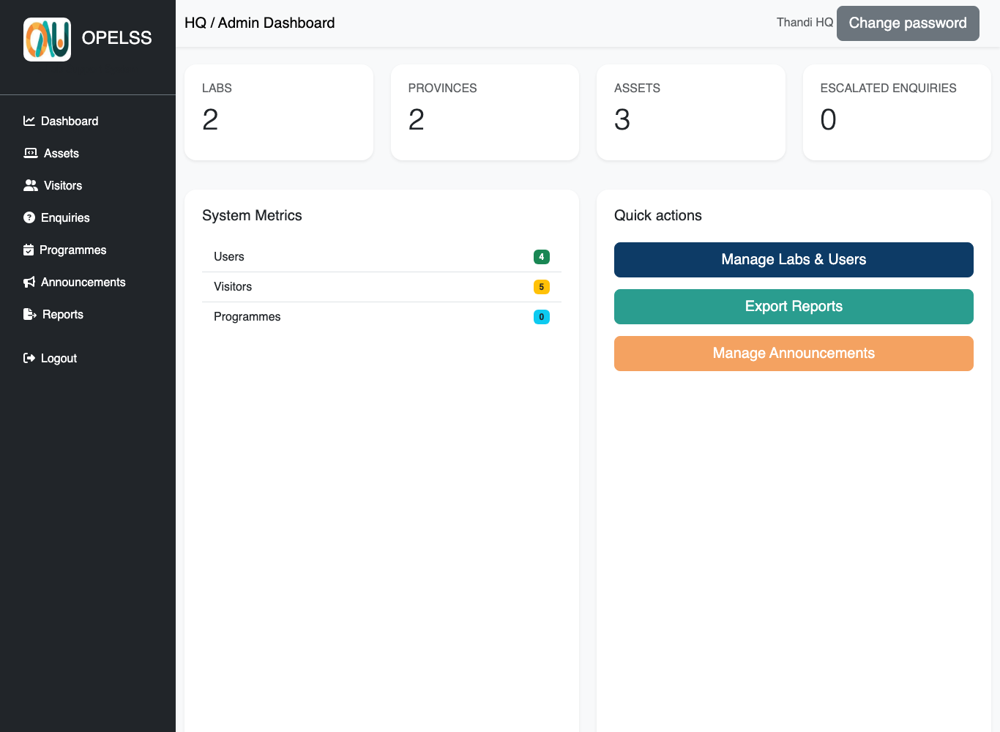 OPELSS
Dashboard
Assets
Visitors
Enquiries
Programmes
Announcements
Reports
Logout
HQ / Admin Dashboard
Thandi HQ
Change password
LABS
2
PROVINCES
2
ASSETS
3
ESCALATED ENQUIRIES
0
System Metrics
Users 4
Visitors 5
Programmes 0
Quick actions
Manage Labs & Users
Export Reports
Manage Announcements